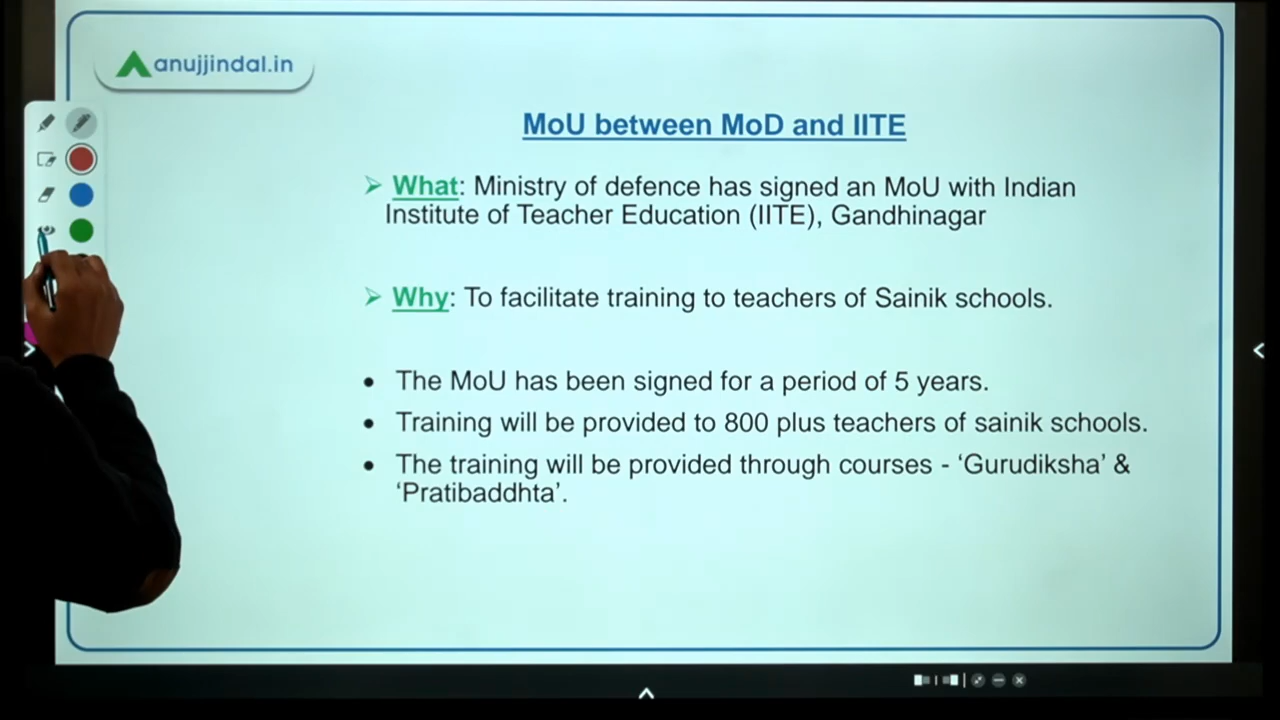 anujjindal.in
MoU between MoD and IITE
➢ What: Ministry of defence has signed an MoU with Indian
Institute of Teacher Education (IITE), Gandhinagar
➢ Why: To facilitate training to teachers of Sainik schools.
• The MoU has been signed for a period of 5 years.
• Training will be provided to 800 plus teachers of sainik schools.
• The training will be provided through courses - ‘Gurudiksha’ &
‘Pratibaddhta’.